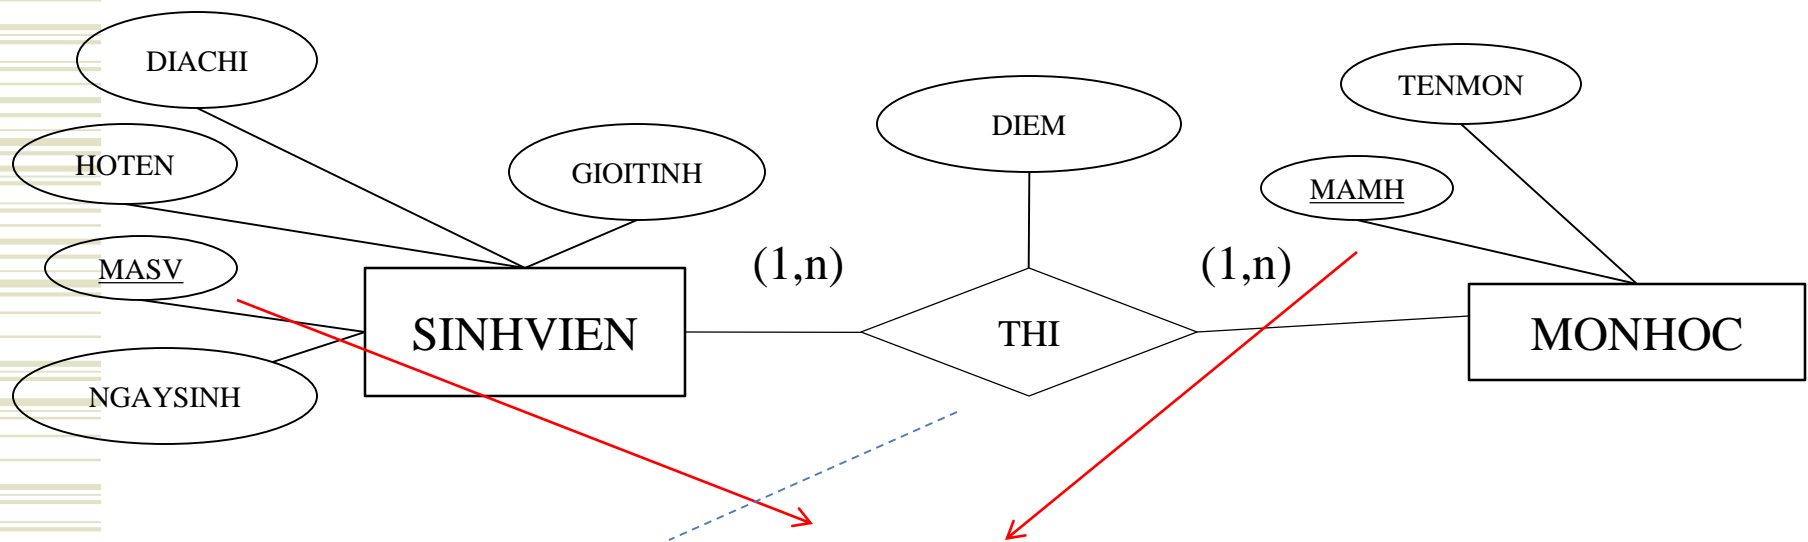 DIACHI
TENMON
DIEM
HOTEN
GIOITINH
MAMH
MASV
(1,n)
(1,n)
SINHVIEN
THI
MONHOC
NGAYSINH